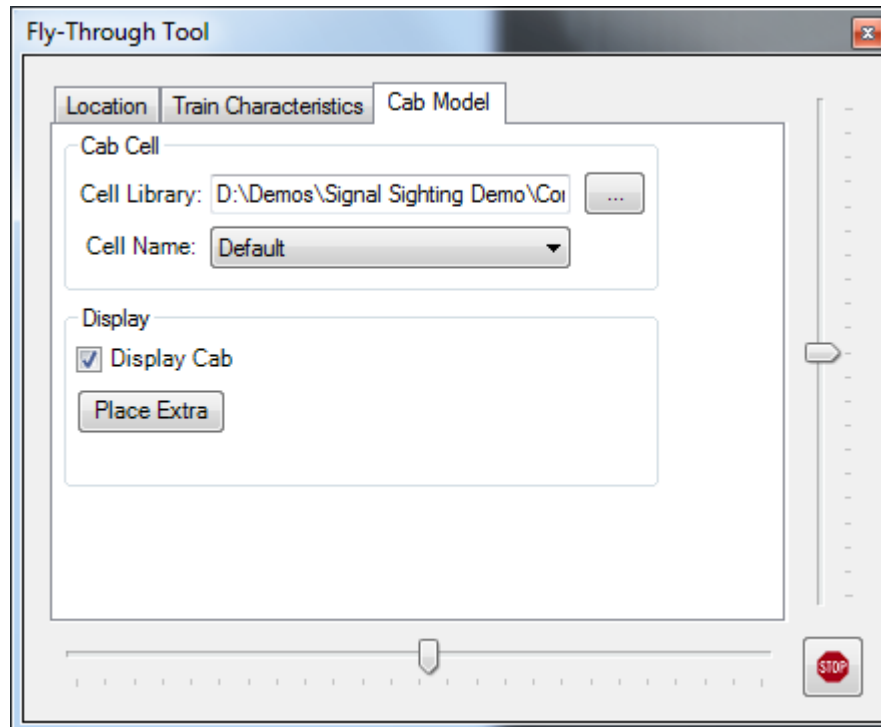 Fly-Through Tool
Location Train Characteristics Cab Model
Cab Cell
Cell Library: D:\Demos\Signal Sighting Demo\Cor ...
Cell Name: Default
Display
Display Cab
Place Extra
STOP